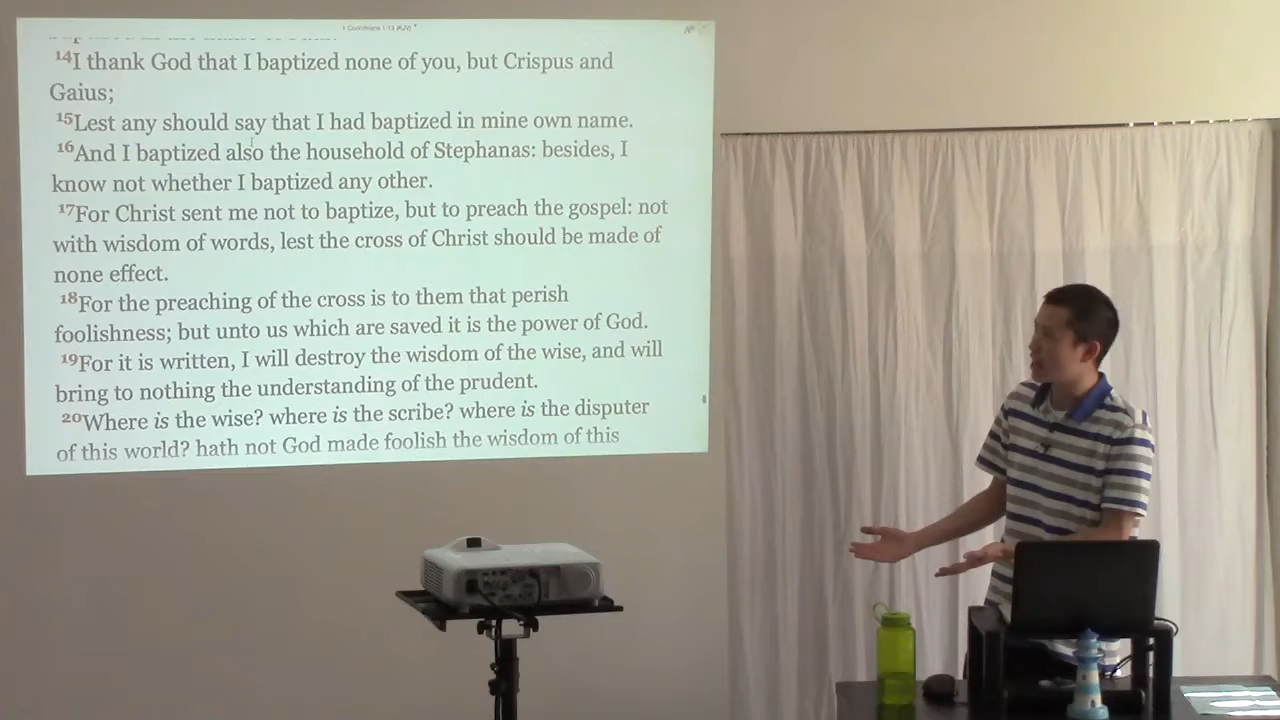 1 Corinthians 1:13 (KJV)
14I thank God that I baptized none of you, but Crispus and
Gaius;
15Lest any should say that I had baptized in mine own name.
16And I baptized also the household of Stephanas: besides, I
know not whether I baptized any other.
17For Christ sent me not to baptize, but to preach the gospel: not
with wisdom of words, lest the cross of Christ should be made of
none effect.
18For the preaching of the cross is to them that perish
foolishness; but unto us which are saved it is the power of God.
19For it is written, I will destroy the wisdom of the wise, and will
bring to nothing the understanding of the prudent.
20Where is the wise? where is the scribe? where is the disputer
of this world? hath not God made foolish the wisdom of this